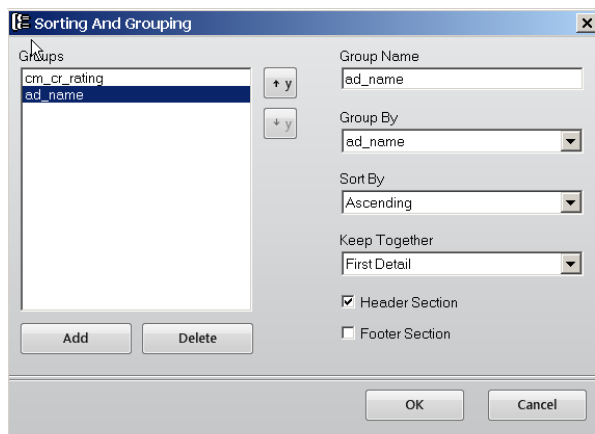 Sorting And Grouping
Groups
cm_cr_rating
ad_name
y
y
Add
Delete
Group Name
ad_name
Group By
ad_name
Sort By
Ascending
Keep Together
First Detail
Header Section
Footer Section
OK
Cancel